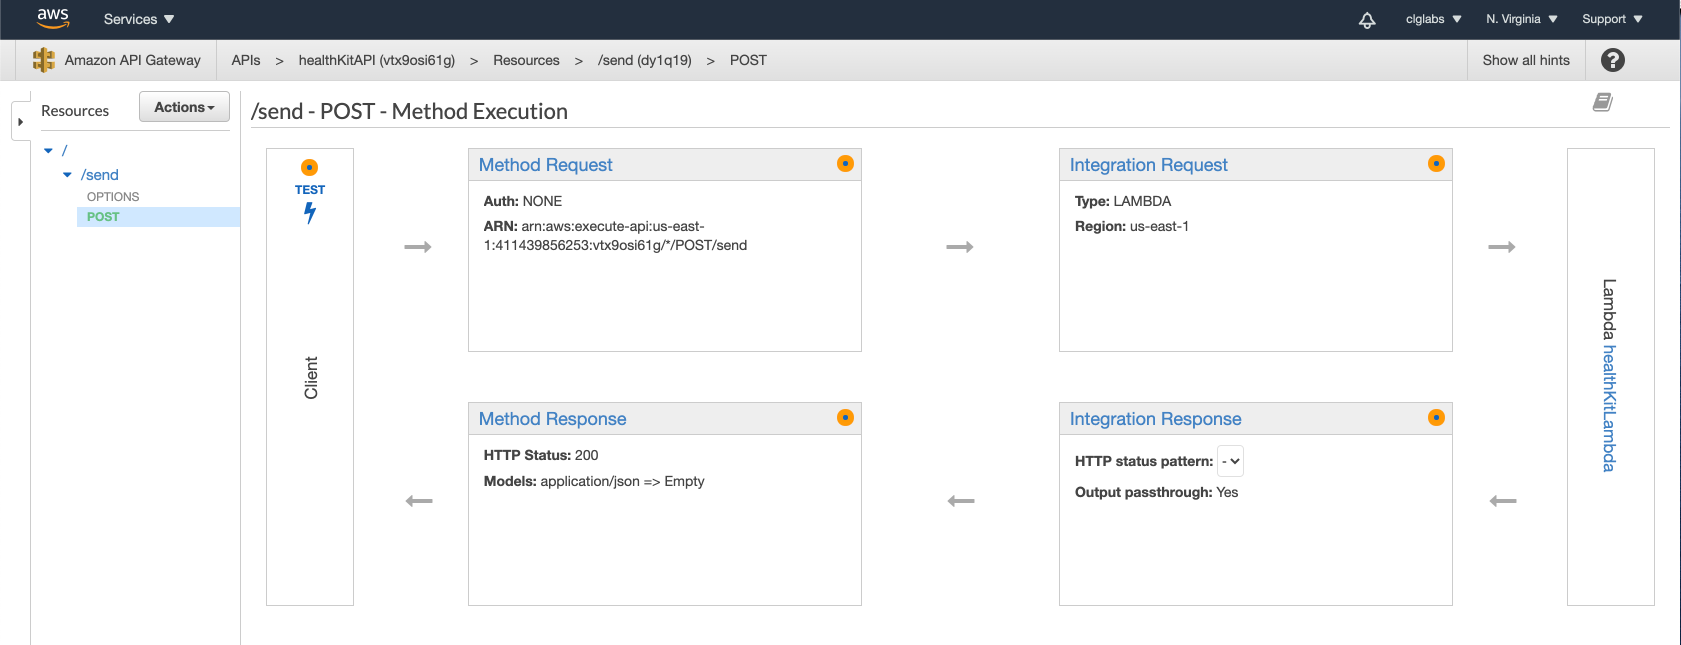 aws
Services
clglabs
N. Virginia
Support
Amazon API Gateway
APIs > healthKitAPI (vtx9osi61g) > Resources > /send (dy1q19) > POST
Show all hints
?
Resources
Actions
/send - POST - Method Execution
/
/send
OPTIONS
POST
TEST
Client
Method Request
Auth: NONE
ARN: arn:aws:execute-api:us-east-
1:411439856253:vtx9osi61g/*/POST/send
Integration Request
Type: LAMBDA
Region: us-east-1
Lambda healthKitLambda
Method Response
HTTP Status: 200
Models: application/json => Empty
Integration Response
HTTP status pattern: -
Output passthrough: Yes